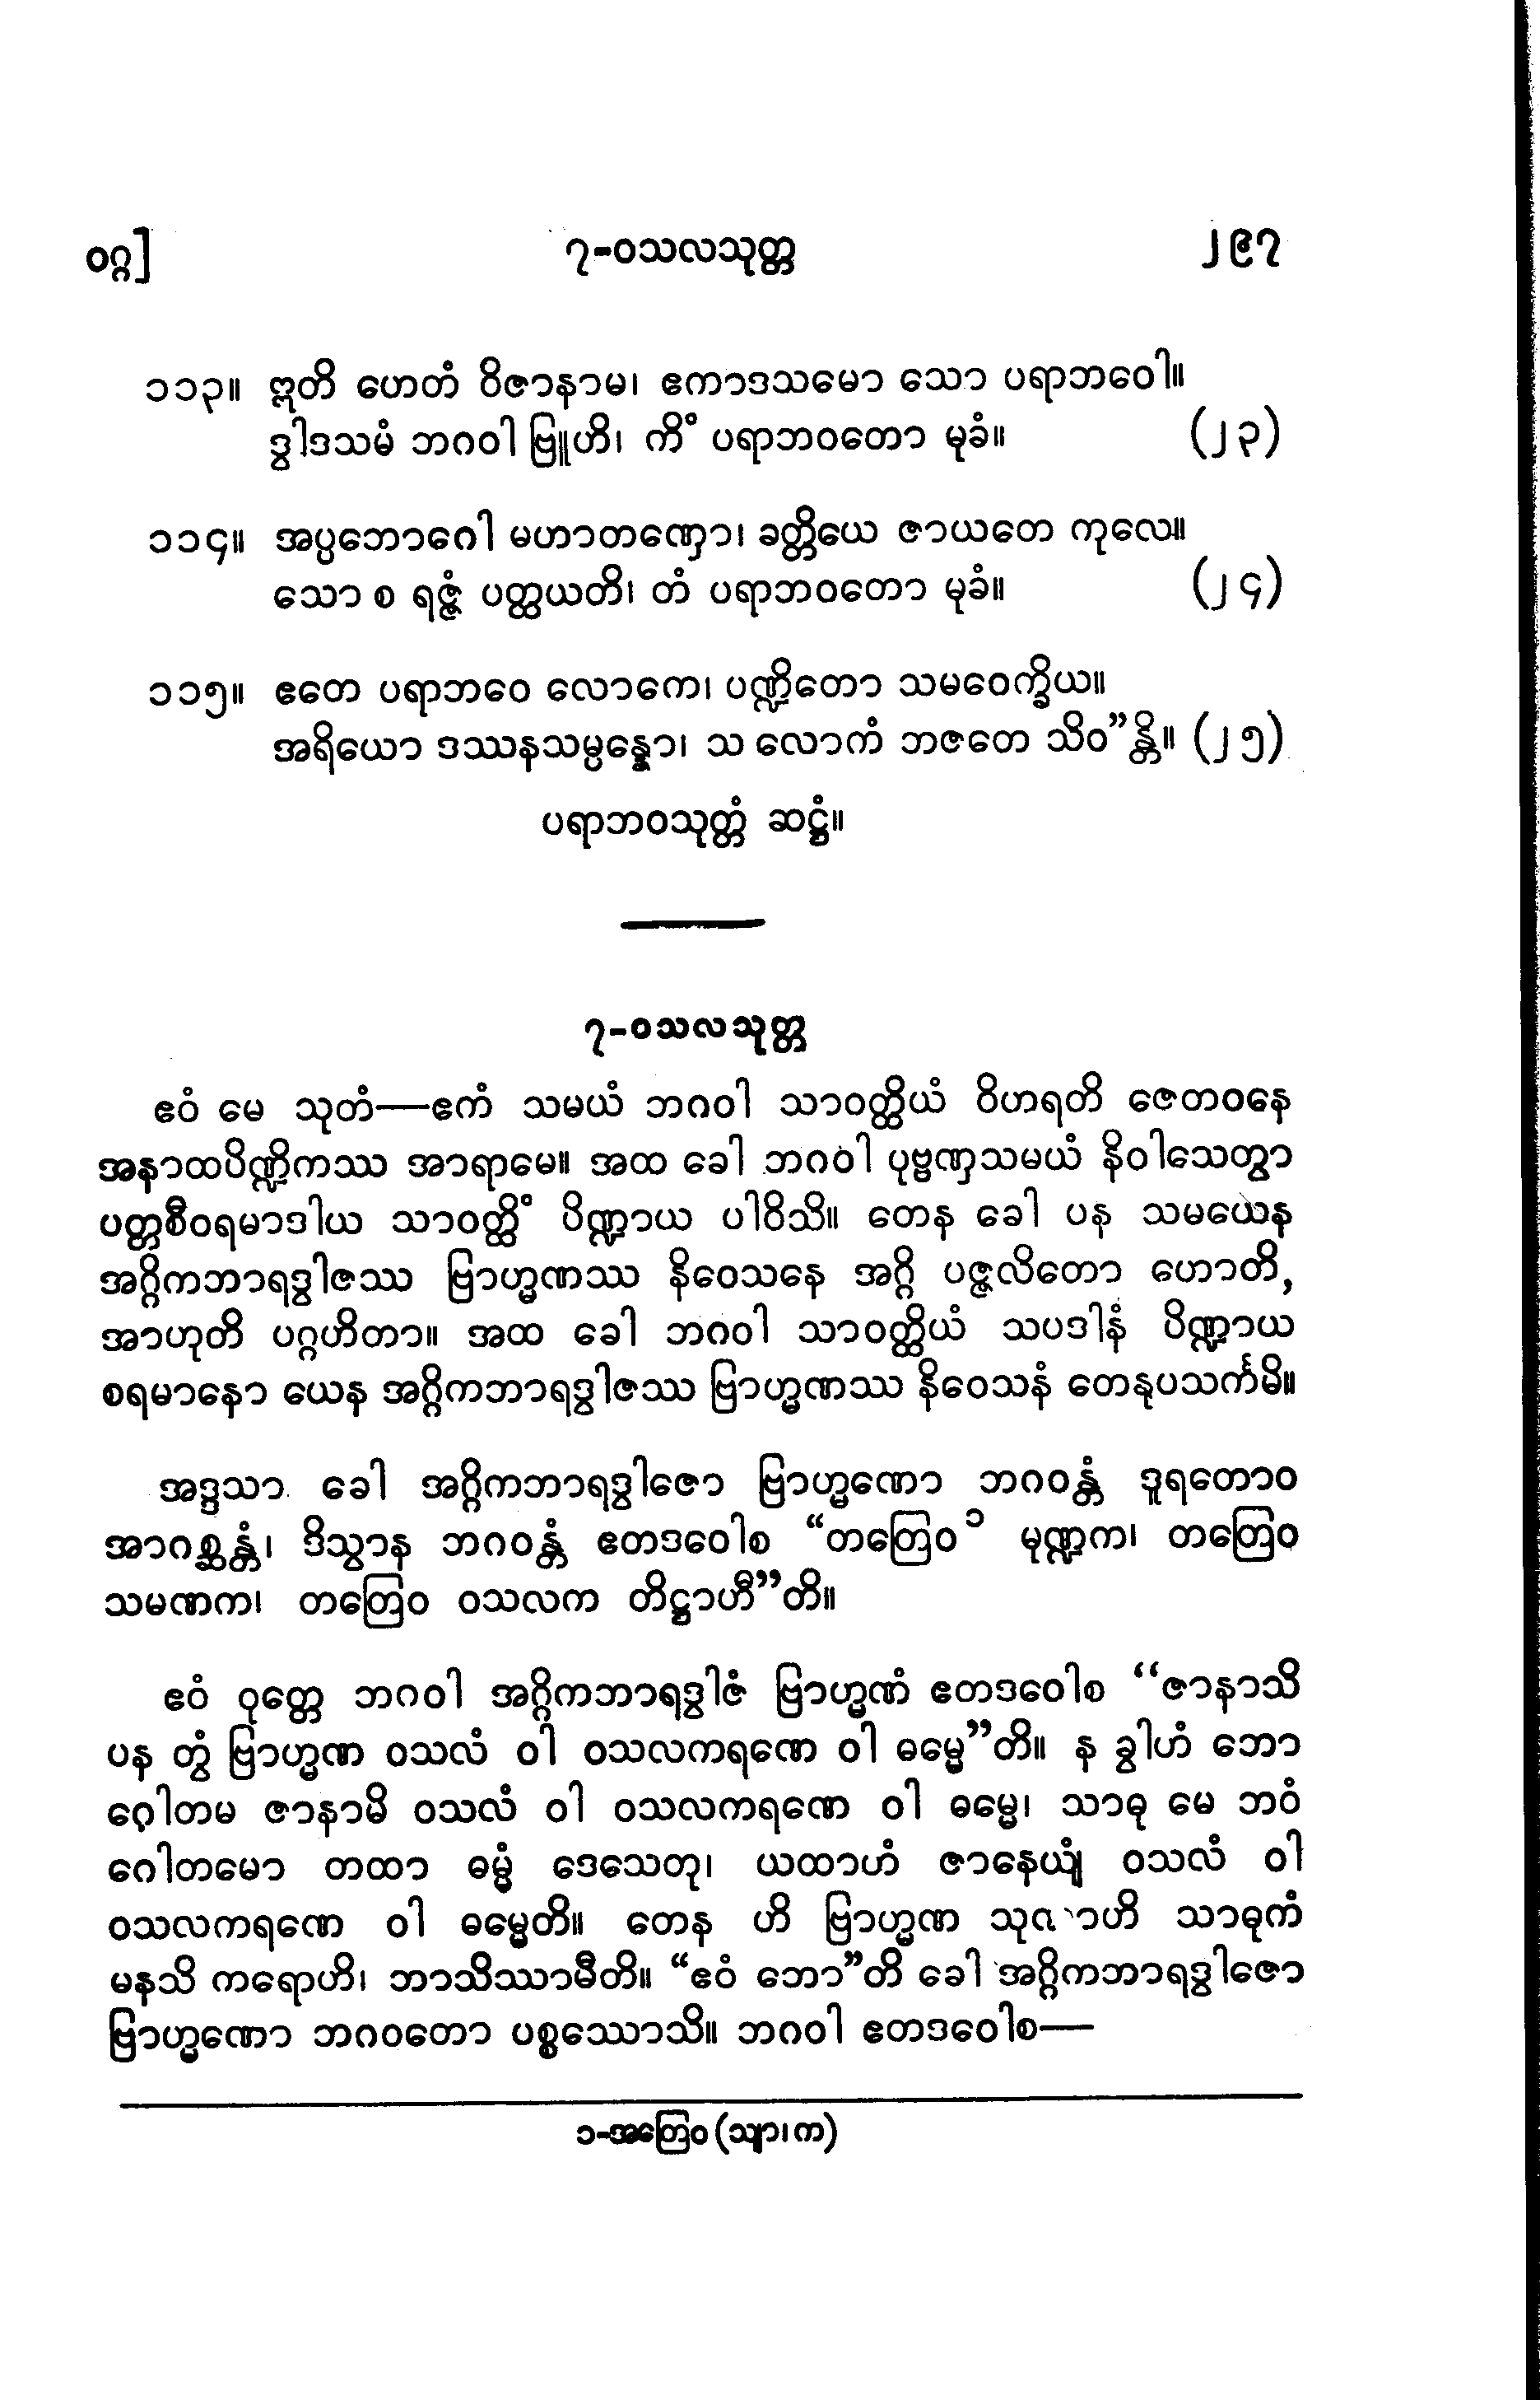 ဝဂ္ဂ] ၇-ဝသလသုတ္တ ၂၉၇
၁၁၃။ ဣတိ ဟေတံ ဝိဇာနာမ၊ ဧကာဒသမော သော ပရာဘဝေါ။
ဒွါဒသမံ ဘဂဝါ ဗြူဟိ၊ ကိံ ပရာဘဝတော မုခံ။ (၂၃)
၁၁၄။ အပ္ပဘောဂေါ မဟာတဏှော၊ ခတ္တိယေ ဇာယတေ ကုလေ။
သော စ ရဇ္ဇံ ပတ္ထယတိ၊ တံ ပရာဘဝတော မုခံ။ (၂၄)
၁၁၅။ ဧတေ ပရာဘဝေ လောကေ၊ ပဏ္ဍိတော သမဝေက္ခိယ။
အရိယော ဒဿနသမ္ပန္နော၊ သ လောကံ ဘဇတေ သိဝ”န္တိ။ (၂၅)
ပရာဘဝသုတ္တံ ဆဋ္ဌံ။
၇-ဝသလသုတ္တ
ဧဝံ မေ သုတံ—ဧကံ သမယံ ဘဂဝါ သာဝတ္ထိယံ ဝိဟရတိ ဇေတဝနေ
အနာထပိဏ္ဍိကဿ အာရာမေ။ အထ ခေါ ဘဂဝါ ပုဗ္ဗဏှသမယံ နိဝါသေတွာ
ပတ္တစီဝရမာဒါယ သာဝတ္ထိံ ပိဏ္ဍာယ ပါဝိသိ။ တေန ခေါ ပန သမယေန
အဂ္ဂိကဘာရဒွါဇဿ ဗြာဟ္မဏဿ နိဝေသနေ အဂ္ဂိ ပဇ္ဇလိတော ဟောတိ,
အာဟုတိ ပဂ္ဂဟိတာ။ အထ ခေါ ဘဂဝါ သာဝတ္ထိယံ သပဒါနံ ပိဏ္ဍာယ
စရမာနော ယေန အဂ္ဂိကဘာရဒွါဇဿ ဗြာဟ္မဏဿ နိဝေသနံ တေနုပသင်္ကမိ။
အဒ္ဒသာ ခေါ အဂ္ဂိကဘာရဒွါဇော ဗြာဟ္မဏော ဘဂဝန္တံ ဒူရတောဝ
အာဂစ္ဆန္တံ၊ ဒိသွာန ဘဂဝန္တံ ဧတဒဝေါစ “တတြေဝ၁ မုဏ္ဍက၊ တတြေဝ
သမဏက၊ တတြေဝ ဝသလက တိဋ္ဌာဟီ”တိ။
ဧဝံ ဝုတ္တေ ဘဂဝါ အဂ္ဂိကဘာရဒွါဇံ ဗြာဟ္မဏံ ဧတဒဝေါစ “ဇာနာသိ
ပန တွံ ဗြာဟ္မဏ ဝသလံ ဝါ ဝသလကရဏေ ဝါ ဓမ္မေ”တိ။ န ခွါဟံ ဘော
ဂေါတမ ဇာနာမိ ဝသလံ ဝါ ဝသလကရဏေ ဝါ ဓမ္မေ၊ သာဓု မေ ဘဝံ
ဂေါတမော တထာ ဓမ္မံ ဒေသေတု၊ ယထာဟံ ဇာနေယျံ ဝသလံ ဝါ
ဝသလကရဏေ ဝါ ဓမ္မေတိ။ တေန ဟိ ဗြာဟ္မဏ သုဏာဟိ သာဓုကံ
မနသိ ကရောဟိ၊ ဘာသိဿာမီတိ။ “ဧဝံ ဘော”တိ ခေါ အဂ္ဂိကဘာရဒွါဇော
ဗြာဟ္မဏော ဘဂဝတော ပစ္စဿောသိ။ ဘဂဝါ ဧတဒဝေါစ—
၁-အတြေဝ (သျာ၊က)